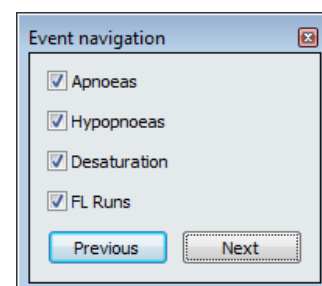 Event navigation
Apnoeas
Hypopnoeas
Desaturation
FL Runs
Previous Next